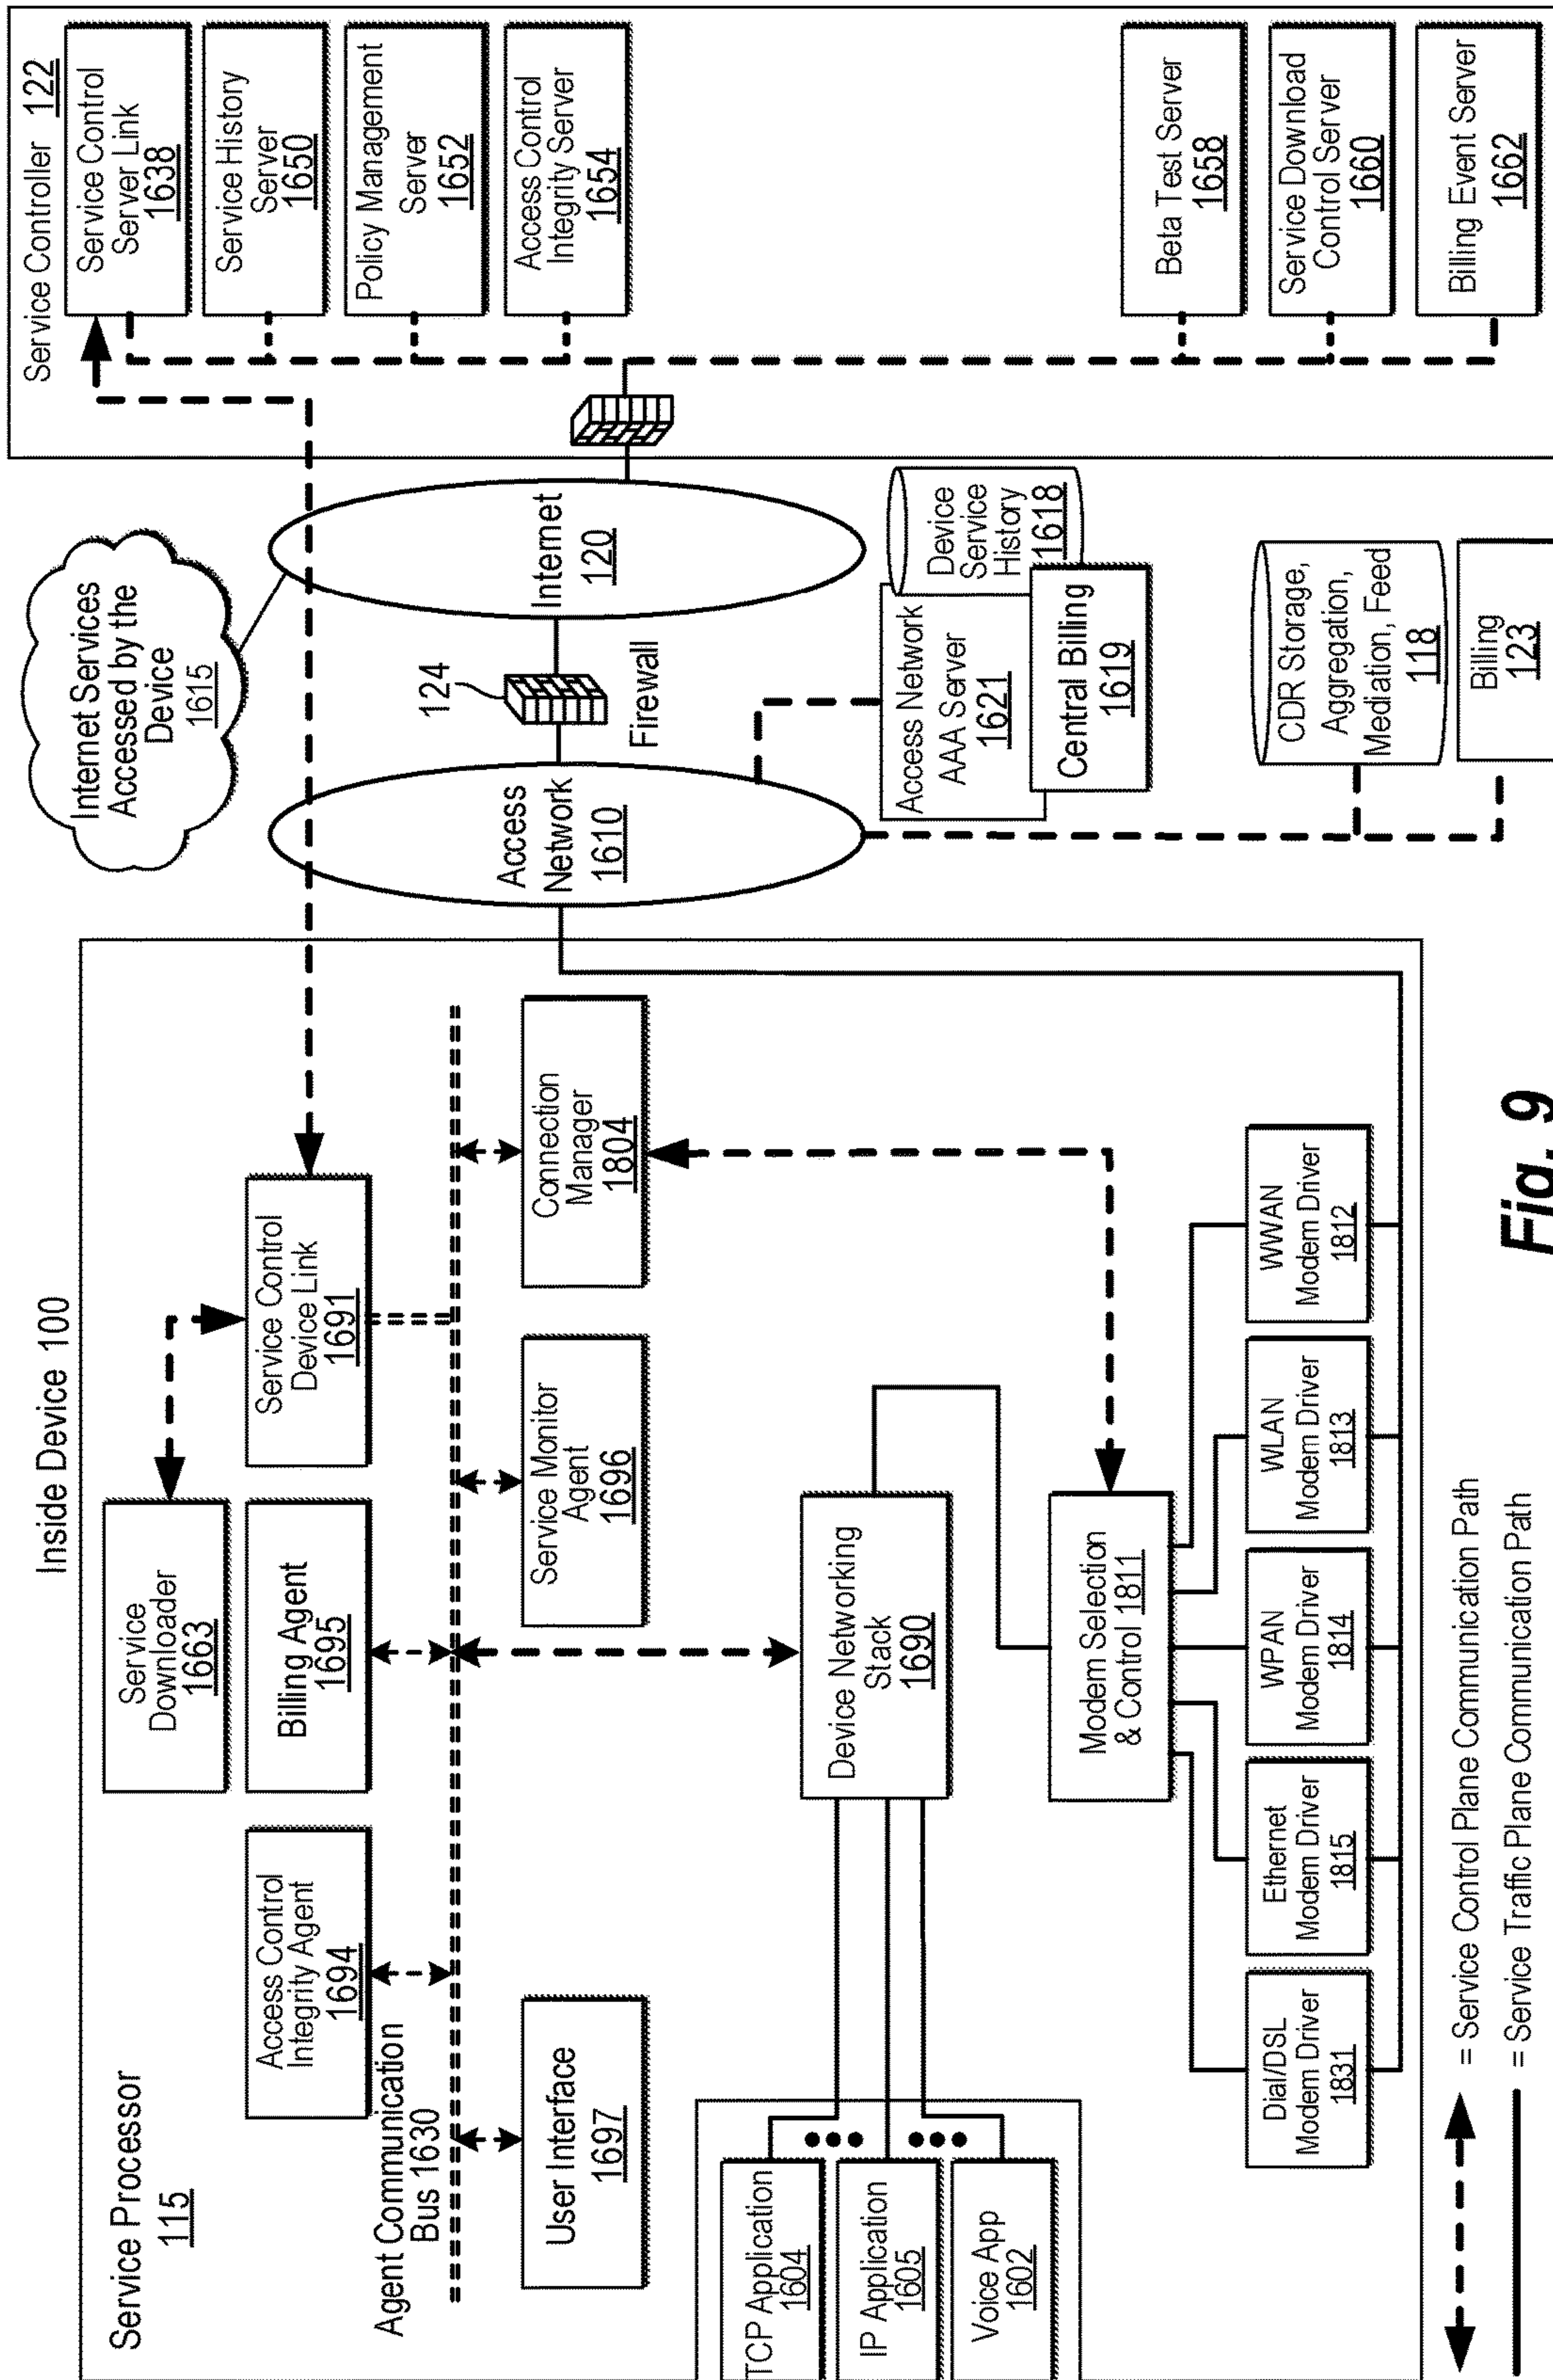 Inside Device 100
Service Processor
115
Access Control
Integrity Agent
1694
Service
Downloader
1663
Billing Agent
1695
Service Control
Device Link
1691
Agent Communication
Bus 1630
User Interface
1697
Service Monitor
Agent
1696
Connection
Manager
1804
TCP Application
1604
IP Application
1605
Voice App
1602
Device Networking
Stack
1690
Modem Selection
& Control 1811
Dial/DSL
Modem Driver
1831
Ethernet
Modem Driver
1815
WPAN
Modem Driver
1814
WLAN
Modem Driver
1813
WWAN
Modem Driver
1812
= Service Control Plane Communication Path
= Service Traffic Plane Communication Path
Internet Services
Accessed by the
Device
1615
Access
Network
1610
124
Firewall
Internet
120
Access Network
AAA Server
1621
Device
Service
History
1618
Central Billing
1619
CDR Storage,
Aggregation,
Mediation, Feed
118
Billing
123
Service Controller 122
Service Control
Server Link
1638
Service History
Server
1650
Policy Management
Server
1652
Access Control
Integrity Server
1654
Beta Test Server
1658
Service Download
Control Server
1660
Billing Event Server
1662
Fig. 9